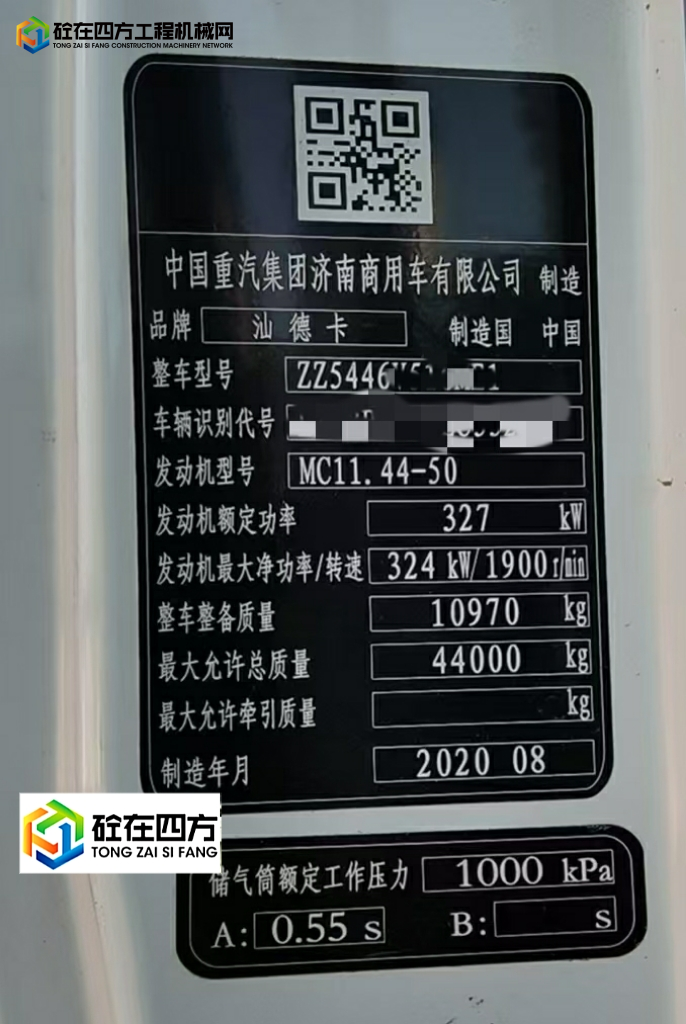 砼在四方工程机械网
TONG ZAI SI FANG CONSTRUCTION MACHINERY NETWORK
中国重汽集团济南商用车有限公司 制造
品牌 汕德卡 制造国 中国
整车型号 ZZ5446
车辆识别代号
发动机型号 MC11.44-50
发动机额定功率 327 kW
发动机最大净功率/转速 324 kW/1900r/min
整车整备质量 10970 kg
最大允许总质量 44000 kg
最大允许牵引质量 kg
制造年月 2020 08
砼在四方
TONG ZAI SI FANG
储气筒额定工作压力 1000 kPa
A: 0.55 s B: s